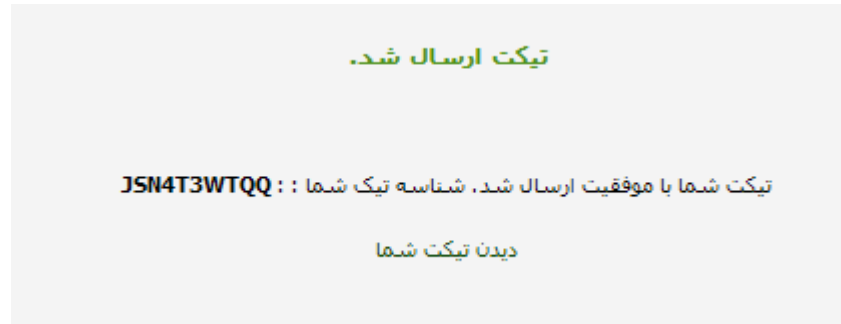 تیکت ارسال شد.
تیکت شما با موفقیت ارسال شد. شناسه تیک شما : : JSN4T3WTQQ
دیدن تیکت شما